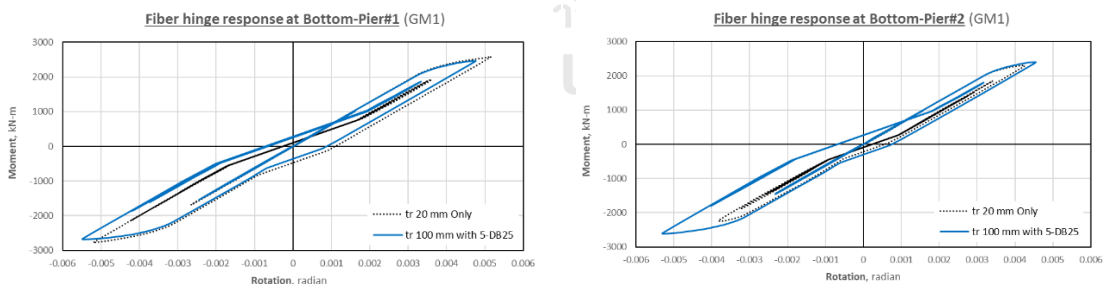 Fiber hinge response at Bottom-Pier#1 (GM1)
3000
2000
1000
0
-1000
-2000
-3000
Moment, kN-m
tr 20 mm Only
tr 100 mm with 5-DB25
-0.006 -0.005 -0.004 -0.003 -0.002 -0.001 0 0.001 0.002 0.003 0.004 0.005 0.006
Rotation, radian
Fiber hinge response at Bottom-Pier#2 (GM1)
3000
2000
1000
0
-1000
-2000
-3000
Moment, kN-m
tr 20 mm Only
tr 100 mm with 5-DB25
-0.006 -0.005 -0.004 -0.003 -0.002 -0.001 0 0.001 0.002 0.003 0.004 0.005 0.006
Rotation, radian